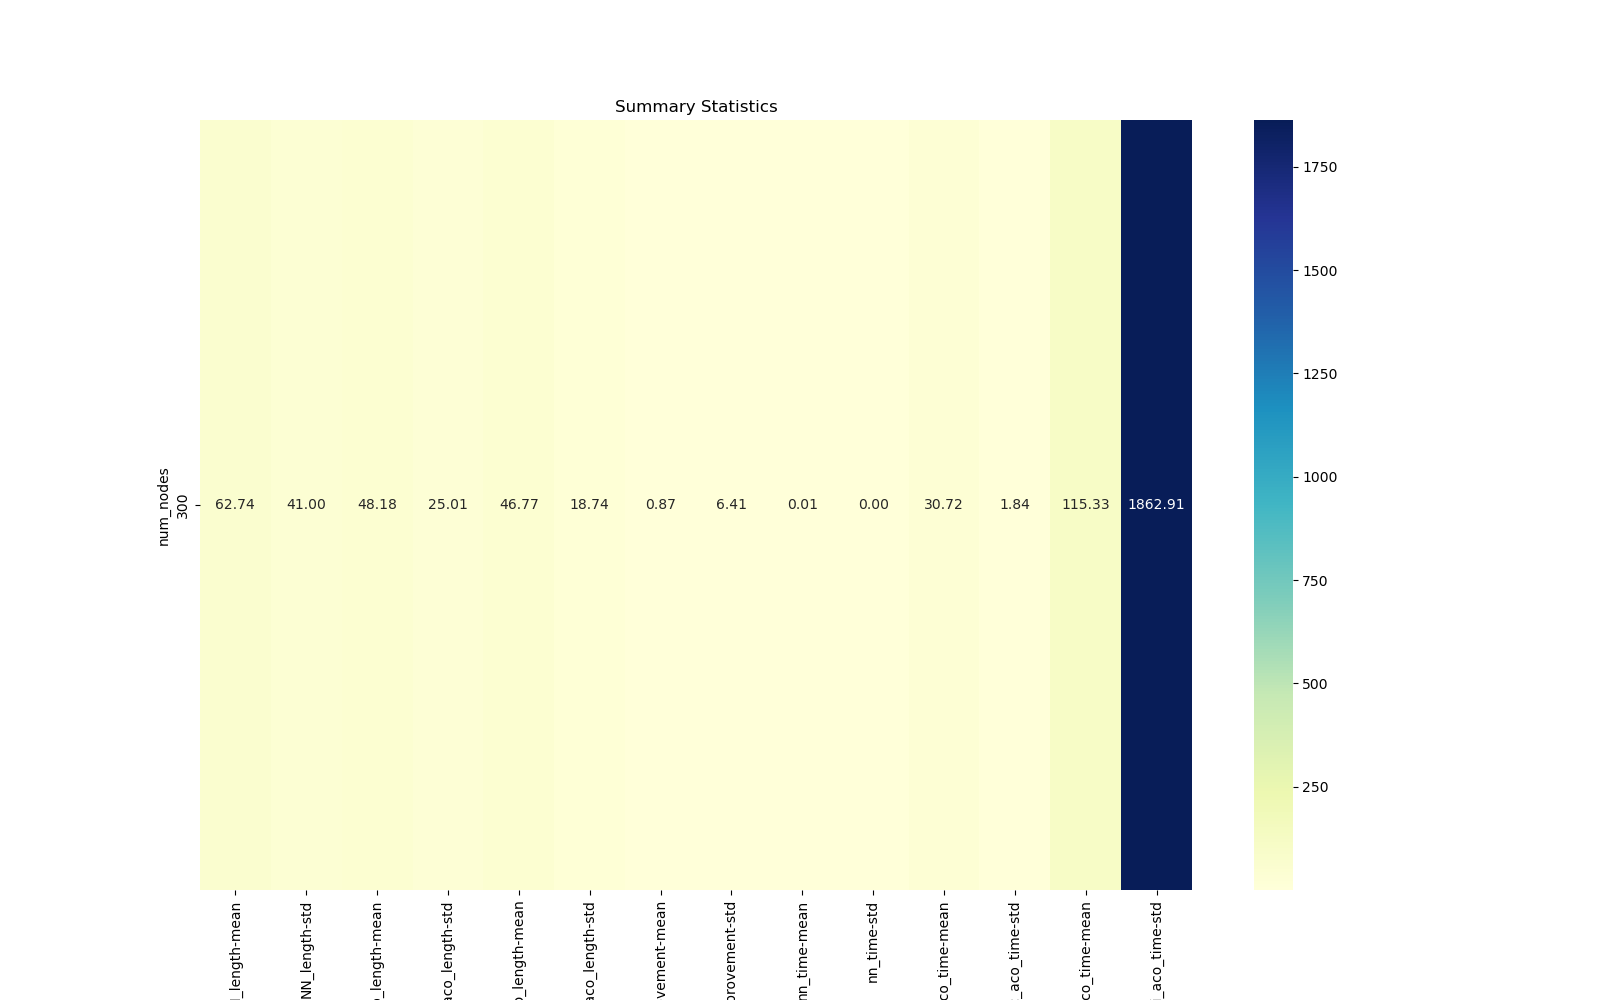 Summary Statistics
num_nodes
300
62.74 41.00 48.18 25.01 46.77 18.74 0.87 6.41 0.01 0.00 30.72 1.84 115.33 1862.91
1750
1500
1250
1000
750
500
250
_length-mean
NN_length-std
_length-mean
aco_length-std
_length-mean
aco_length-std
vement-mean
provement-std
nn_time-mean
nn_time-std
co_time-mean
_aco_time-std
co_time-mean
_aco_time-std